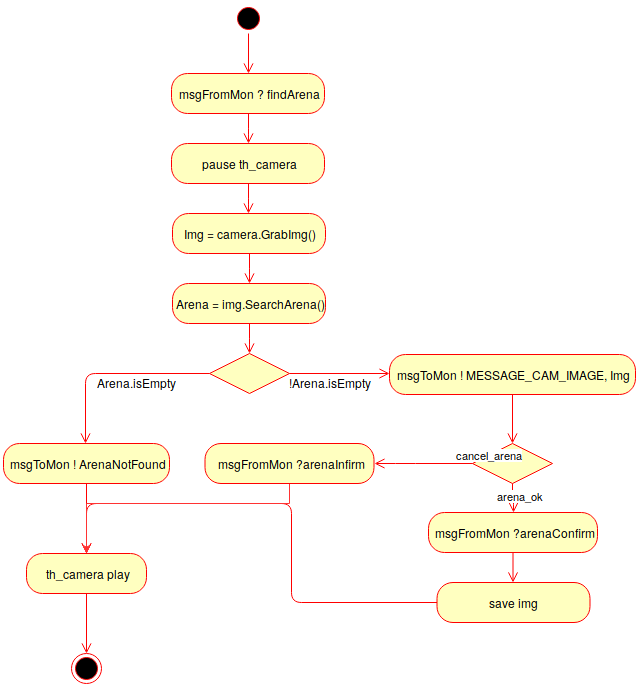 msgFromMon ? findArena
pause th_camera
Img = camera.GrabImg()
Arena = img.SearchArena()
Arena.isEmpty
!Arena.isEmpty
msgToMon ! MESSAGE_CAM_IMAGE, Img
msgToMon ! ArenaNotFound
msgFromMon ?arenaInfirm
cancel_arena
arena_ok
msgFromMon ?arenaConfirm
th_camera play
save img